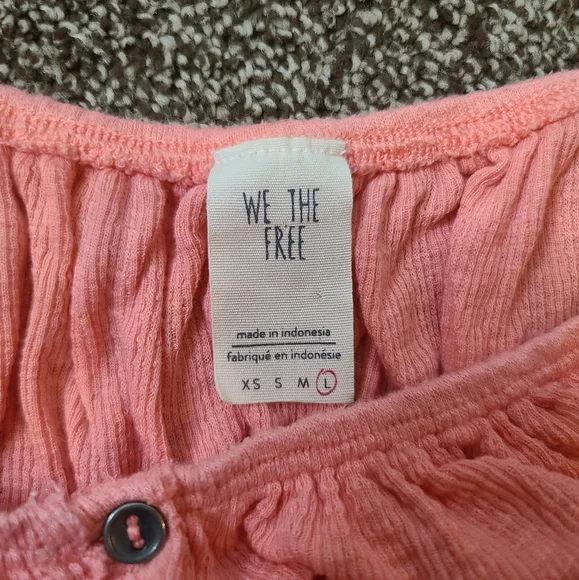 WE THE
FREE
made in indonesia
fabriqué en indonésie
XS S M L